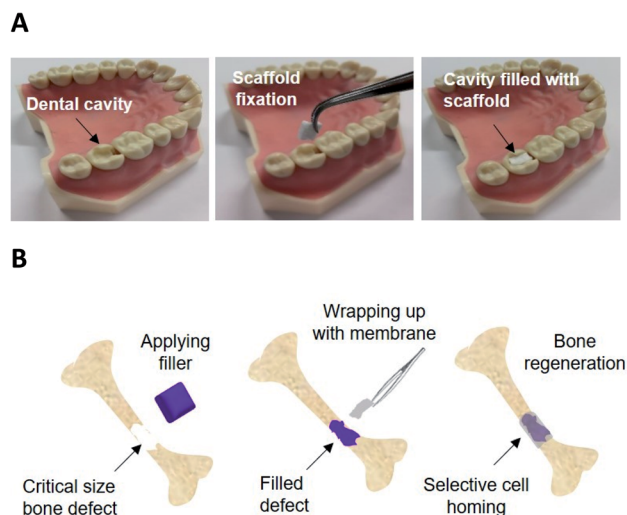 A
Dental cavity
Scaffold
fixation
Cavity filled with
scaffold
B
Applying
filler
Critical size
bone defect
Wrapping up
with membrane
Filled
defect
Bone
regeneration
Selective cell
homing